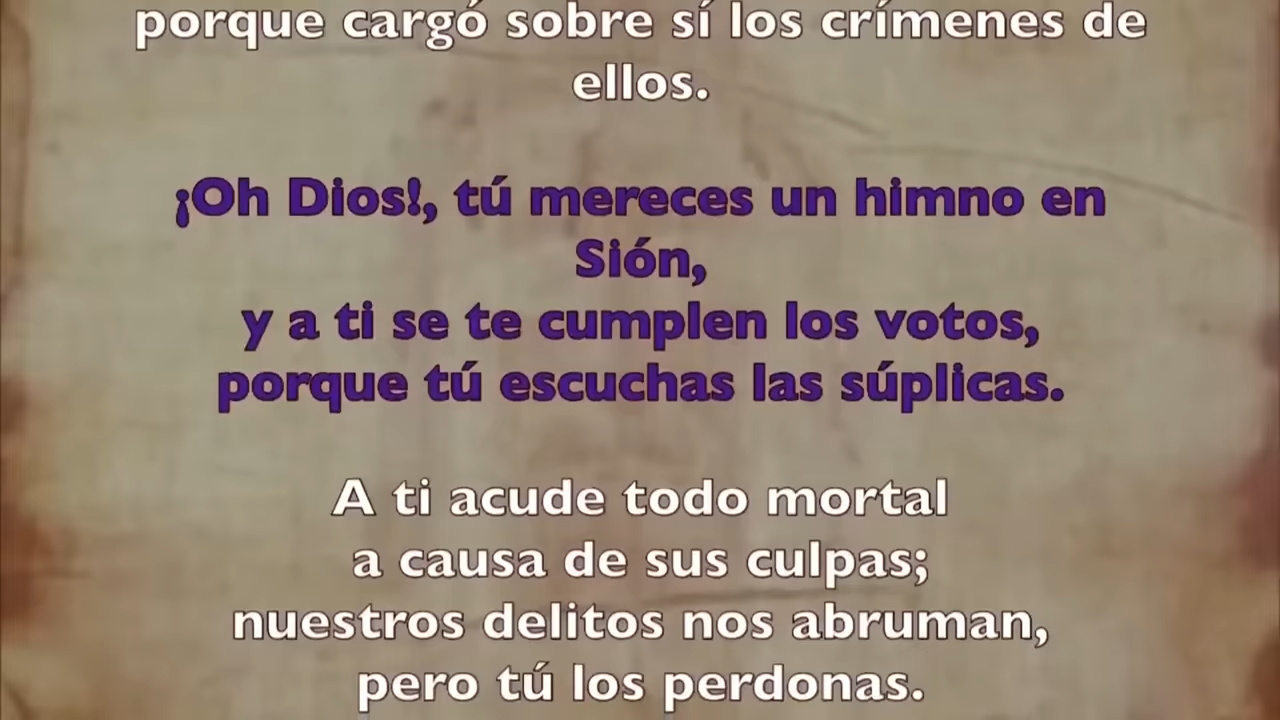 porque cargó sobre sí los crímenes de
ellos.
¡Oh Dios!, tú mereces un himno en
Sión,
y a ti se te cumplen los votos,
porque tú escuchas las súplicas.
A ti acude todo mortal
a causa de sus culpas;
nuestros delitos nos abruman,
pero tú los perdonas.